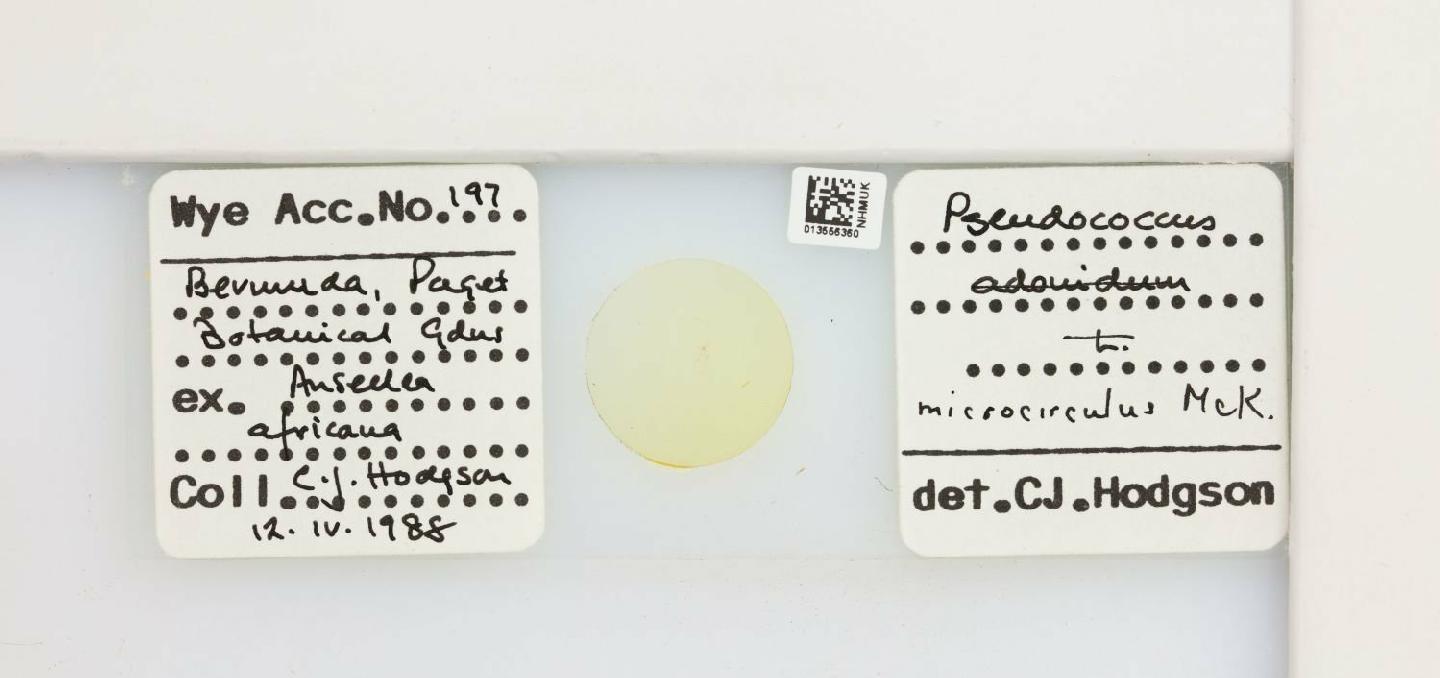 Wye Acc.No. 197
Bermuda, Paget
Botanical Gdns
ex. Ansellia
africana
Coll. C.J. Hodgson
12. IV. 1988
NHMUK
013656360
Pseudococcus
adonidum
L.
microcirculus McK.
det.CJ.Hodgson